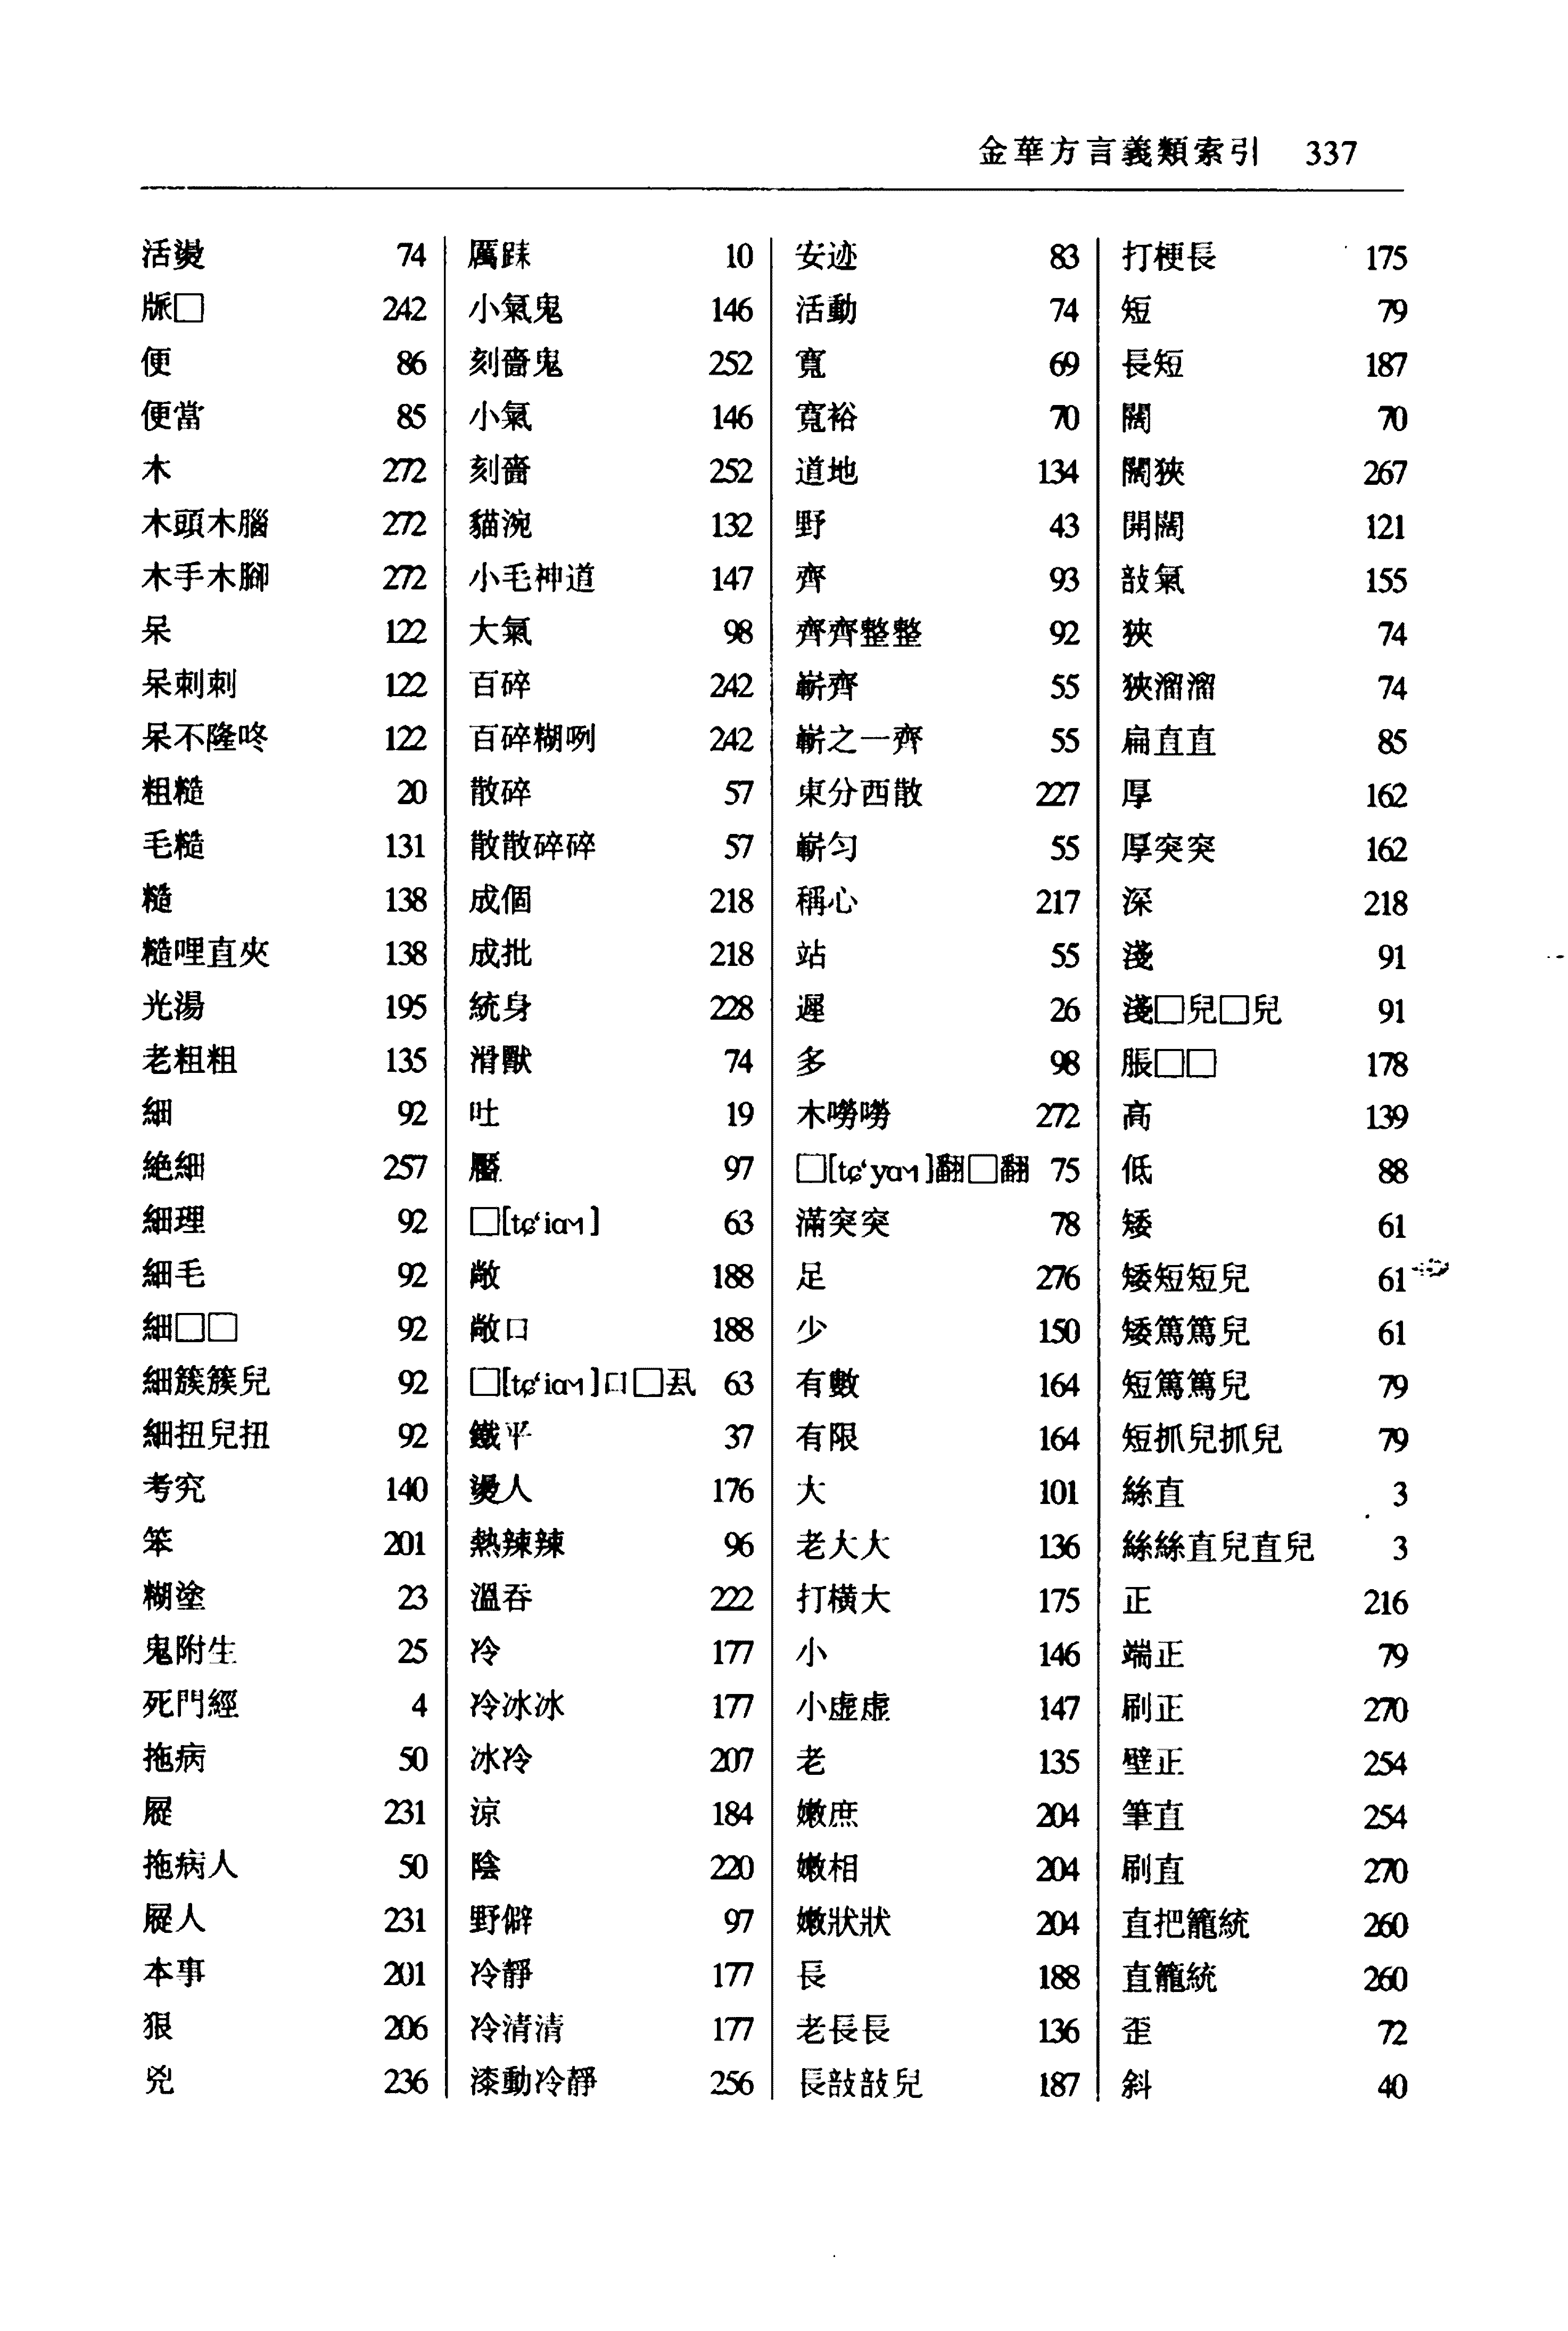 金華方言義類索引 337
活燙 74
脈□ 242
便 86
便當 85
木 272
木頭木腦 272
木手木腳 272
呆 122
呆刺刺 122
呆不隆咚 122
粗糙 20
毛糙 131
糙 138
糙哩直夾 138
光湯 195
老粗粗 135
細 92
絶細 257
細理 92
細毛 92
細□□ 92
細簇簇兒 92
細扭兒扭 92
考究 140
笨 201
糊塗 23
鬼附生 25
死門經 4
拖病 50
231
拖病人 50
人 231
本事 201
狠 206
兇 236
厲 10
小氣鬼 146
刻嗇鬼 252
小氣 146
刻嗇 252
貓涴 132
小毛神道 147
大氣 98
百碎 242
百碎糊咧 242
散碎 57
散散碎碎 57
成個 218
成批 218
統身 228
滑獸 74
吐 19
97
□[tɕ‘iɑ] 63
敞 188
敞口 188
□[tɕ‘iɑ]口□ 63
鐵平 37
燙人 176
熱辣辣 96
溫吞 222
冷 177
冷冰冰 177
冰冷 207
涼 184
陰 220
野僻 97
冷靜 177
冷清清 177
漆動冷靜 256
安迹 83
活動 74
寬 69
寬裕 70
道地 134
野 43
齊 93
齊齊整整 92
嶄齊 55
嶄之一齊 55
東分西散 227
嶄勻 55
稱心 217
站 55
遲 26
多 98
木嘮嘮 272
□[tɕ‘yɑ]翻□翻 75
滿突突 78
足 276
少 150
有數 164
有限 164
大 101
老大大 136
打橫大 175
小 146
小虛虛 147
老 135
嫩庶 204
嫩相 204
嫩狀狀 204
長 188
老長長 136
長敲敲兒 187
打梗長 175
短 79
長短 187
闊 70
闊狹 267
開闊 121
敲氣 155
狹 74
狹溜溜 74
扁直直 85
厚 162
厚突突 162
深 218
淺 91
淺□兒□兒 91
脹□□ 178
高 139
低 88
矮 61
矮短短兒 61
矮篤篤兒 61
短篤篤兒 79
短抓兒抓兒 79
絲直 3
絲絲直兒直兒 3
正 216
端正 79
刷正 270
壁正 254
筆直 254
刷直 270
直把籠統 260
直籠統 260
歪 72
斜 40